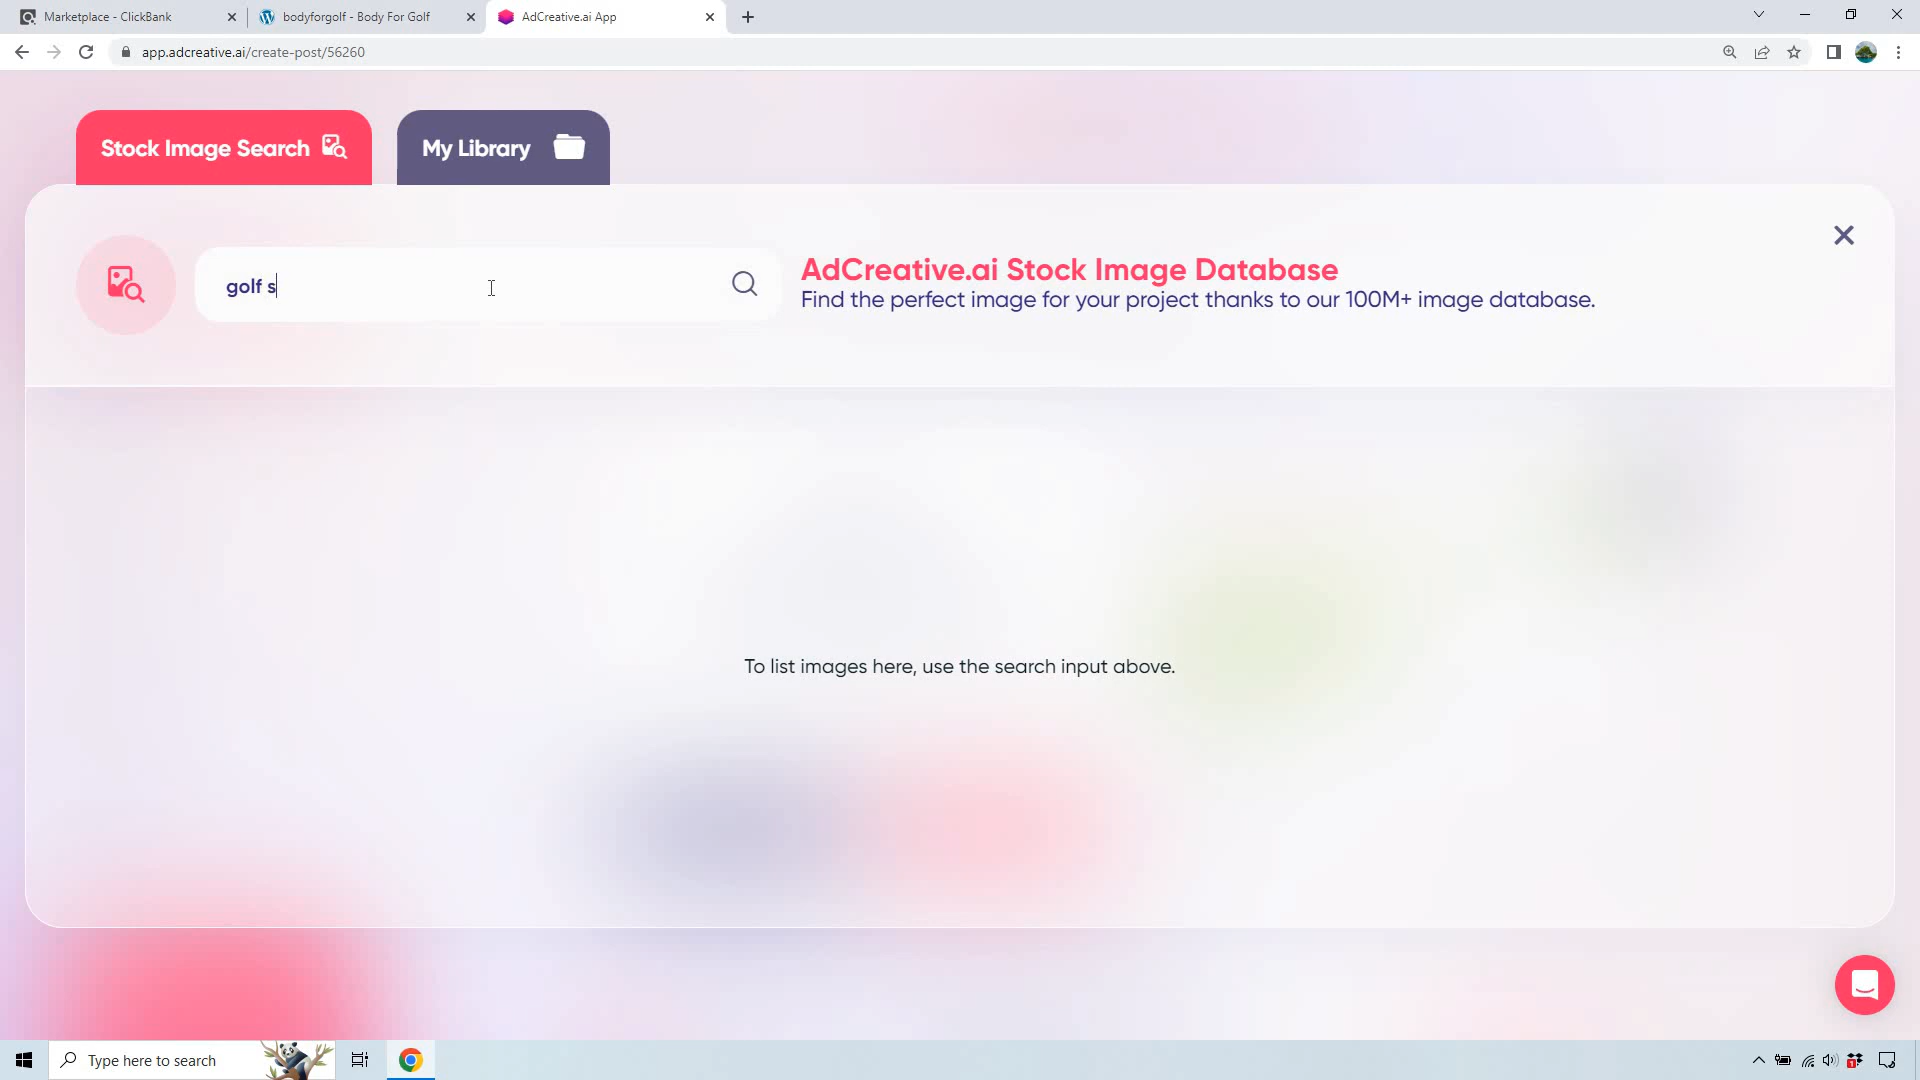 Marketplace - ClickBank
bodyforgolf - Body For Golf
AdCreative.ai App
app.adcreative.ai/create-post/56260
Stock Image Search
My Library
golf s
AdCreative.ai Stock Image Database
Find the perfect image for your project thanks to our 100M+ image database.
To list images here, use the search input above.
Type here to search
1